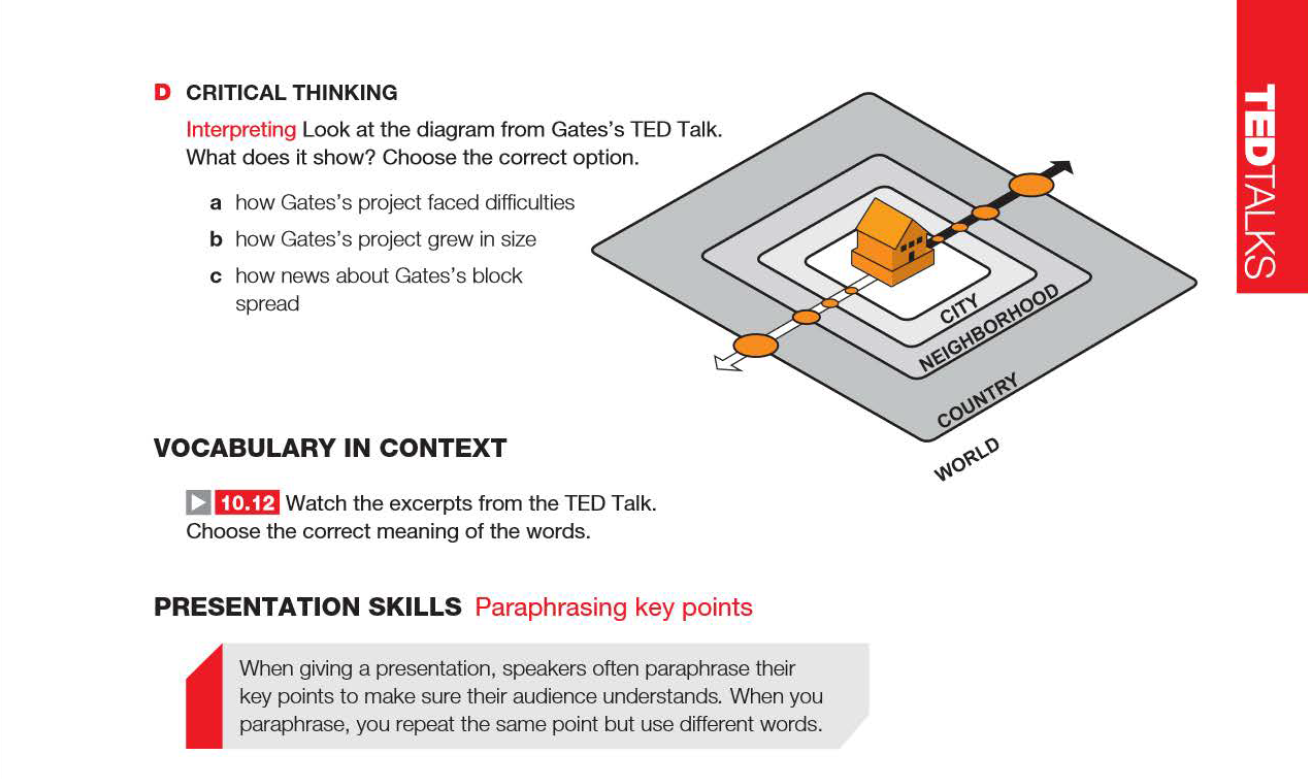 D CRITICAL THINKING
Interpreting Look at the diagram from Gates's TED Talk.
What does it show? Choose the correct option.
a how Gates's project faced difficulties
b how Gates's project grew in size
c how news about Gates's block
spread
CITY
NEIGHBORHOOD
COUNTRY
WORLD
VOCABULARY IN CONTEXT
10.12 Watch the excerpts from the TED Talk.
Choose the correct meaning of the words.
PRESENTATION SKILLS Paraphrasing key points
When giving a presentation, speakers often paraphrase their
key points to make sure their audience understands. When you
paraphrase, you repeat the same point but use different words.
TEDTALKS